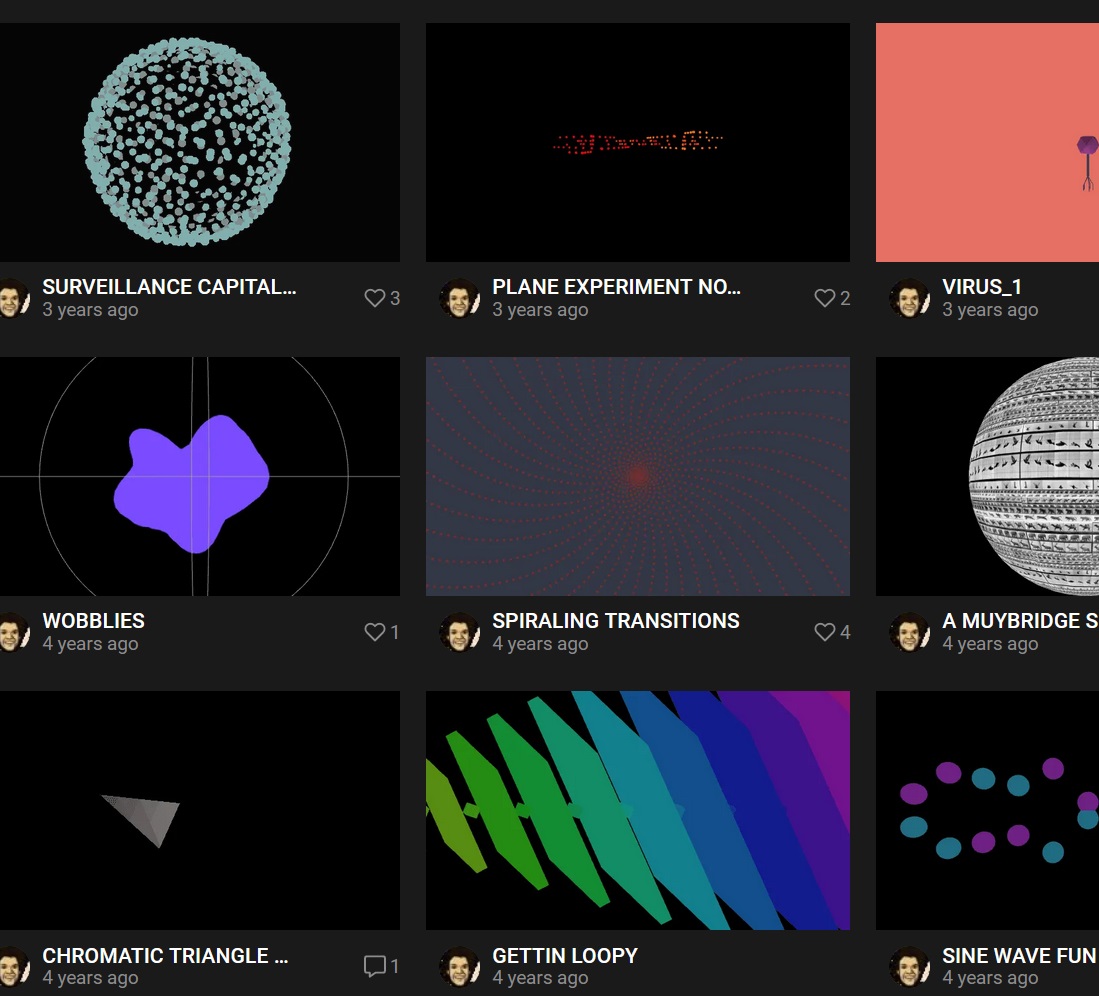 SURVEILLANCE CAPITAL...
3 years ago
3
PLANE EXPERIMENT NO...
3 years ago
2
VIRUS_1
3 years ago
WOBBLIES
4 years ago
1
SPIRALING TRANSITIONS
4 years ago
4
A MUYBRIDGE S
4 years ago
CHROMATIC TRIANGLE ...
4 years ago
1
GETTIN LOOPY
4 years ago
SINE WAVE FUN
4 years ago